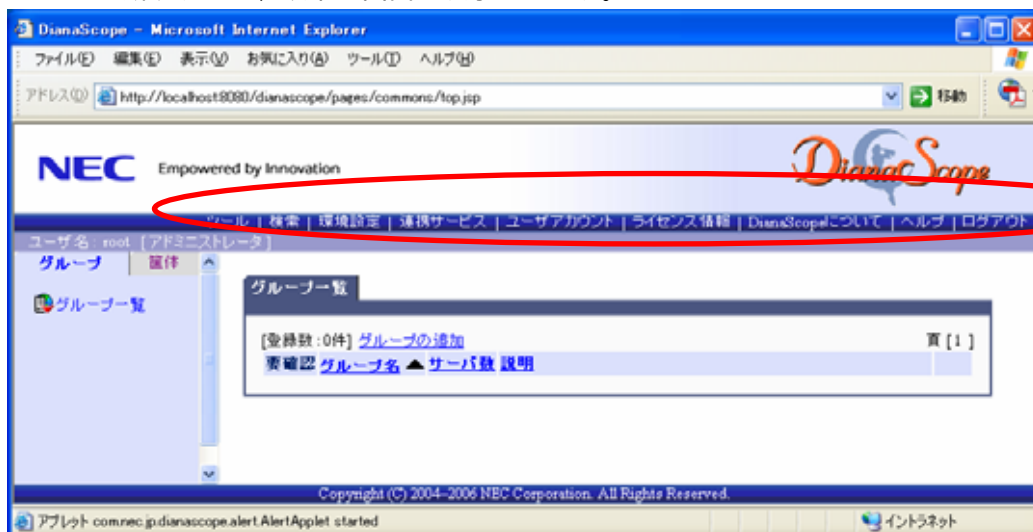 DianaScope - Microsoft Internet Explorer
ファイル(F) 編集(E) 表示(V) お気に入り(A) ツール(T) ヘルプ(H)
アドレス(D) http://localhost:8080/dianascope/pages/commons/top.jsp 移動
NEC Empowered by Innovation DianaScope
ツール | 検索 | 環境設定 | 連携サービス | ユーザアカウント | ライセンス情報 | DianaScopeについて | ヘルプ | ログアウト
ユーザ名 : root [アドミニストレータ]
グループ 筐体
グループ一覧
グループ一覧
[登録数 : 0件] グループの追加 頁 [1 ]
要確認 グループ名 ▲ サーバ数 説明
Copyright (C) 2004-2006 NEC Corporation. All Rights Reserved.
アプレット com.nec.jp.dianascope.alert.AlertApplet started イントラネット